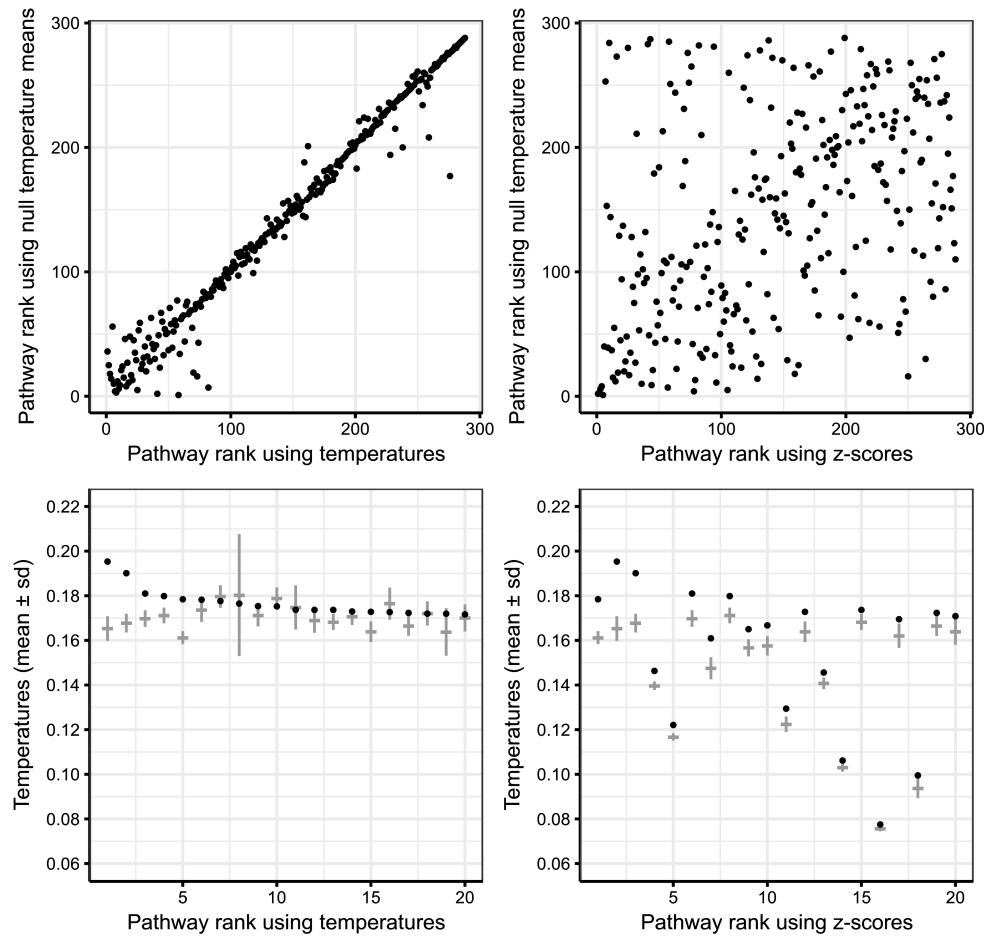 Pathway rank using null temperature means
300
200
100
0
0 100 200 300
Pathway rank using temperatures
Pathway rank using null temperature means
300
200
100
0
0 100 200 300
Pathway rank using z-scores
Temperatures (mean ± sd)
0.22
0.20
0.18
0.16
0.14
0.12
0.10
0.08
0.06
5 10 15 20
Pathway rank using temperatures
Temperatures (mean ± sd)
0.22
0.20
0.18
0.16
0.14
0.12
0.10
0.08
0.06
5 10 15 20
Pathway rank using z-scores